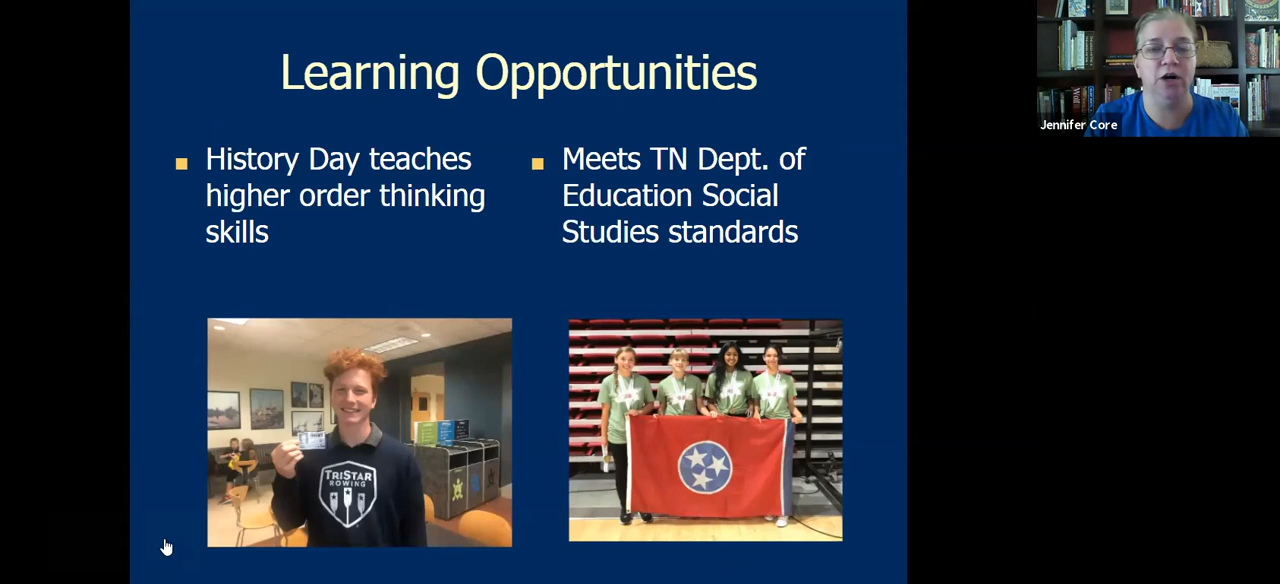 Learning Opportunities
History Day teaches
higher order thinking
skills
Meets TN Dept. of
Education Social
Studies standards
TRISTAR
ROWING
Jennifer Core